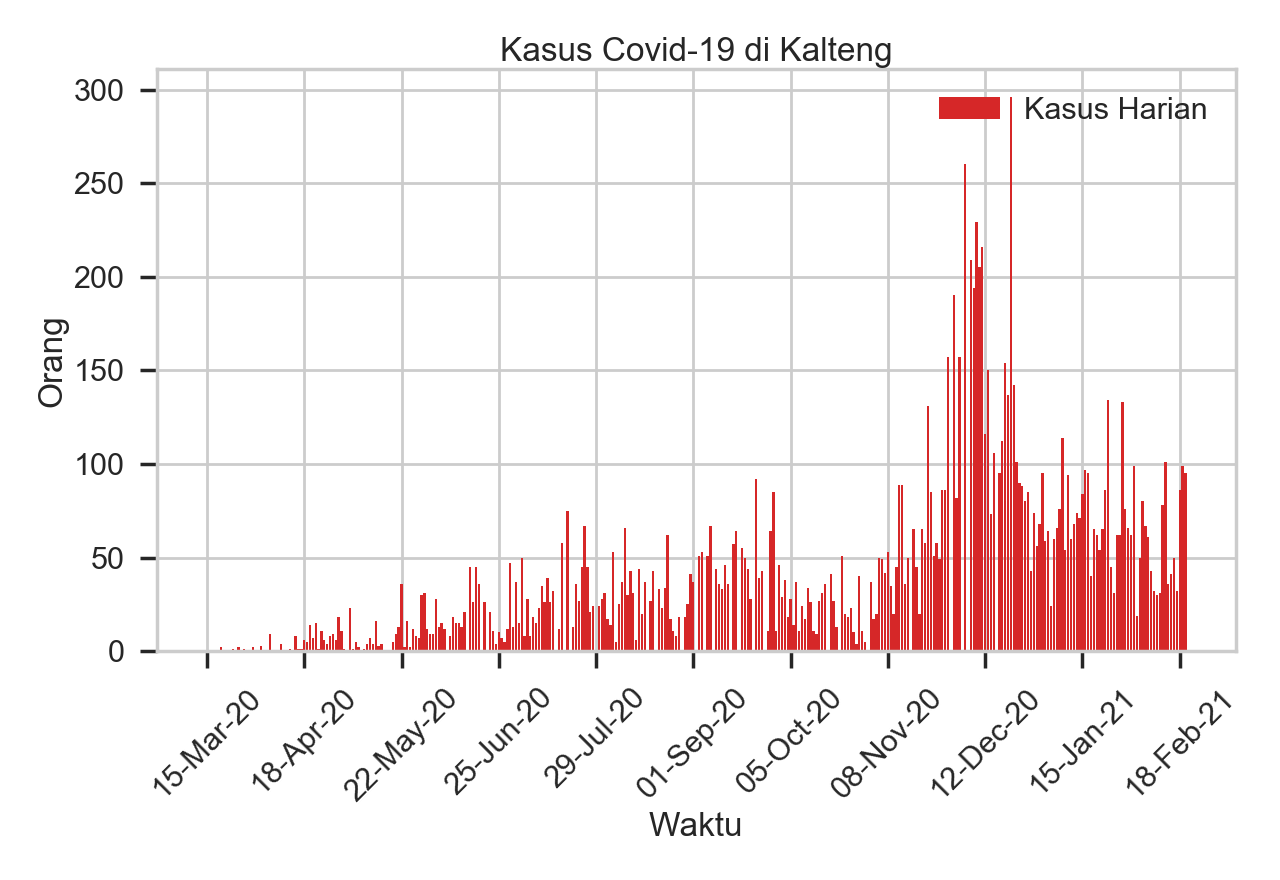 Kasus Covid-19 di Kalteng
Kasus Harian
300
250
200
150
100
50
0
Orang
15-Mar-20
18-Apr-20
22-May-20
25-Jun-20
29-Jul-20
01-Sep-20
05-Oct-20
08-Nov-20
12-Dec-20
15-Jan-21
18-Feb-21
Waktu